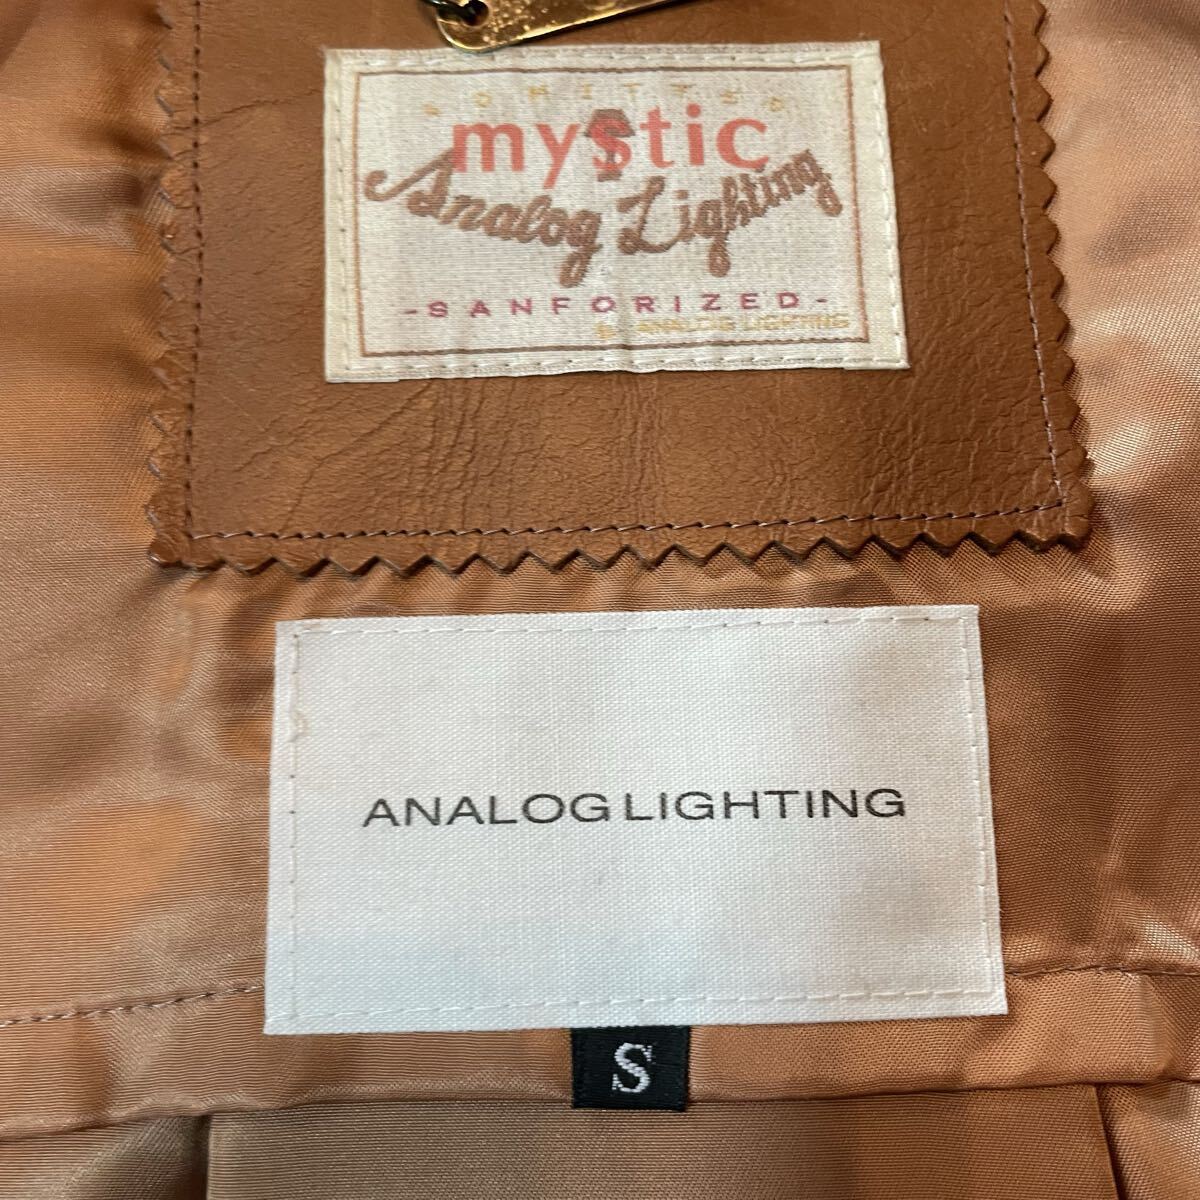 mystic
Analog Lighting
-SANFORIZED-
ANALOG LIGHTING
ANALOG LIGHTING
S